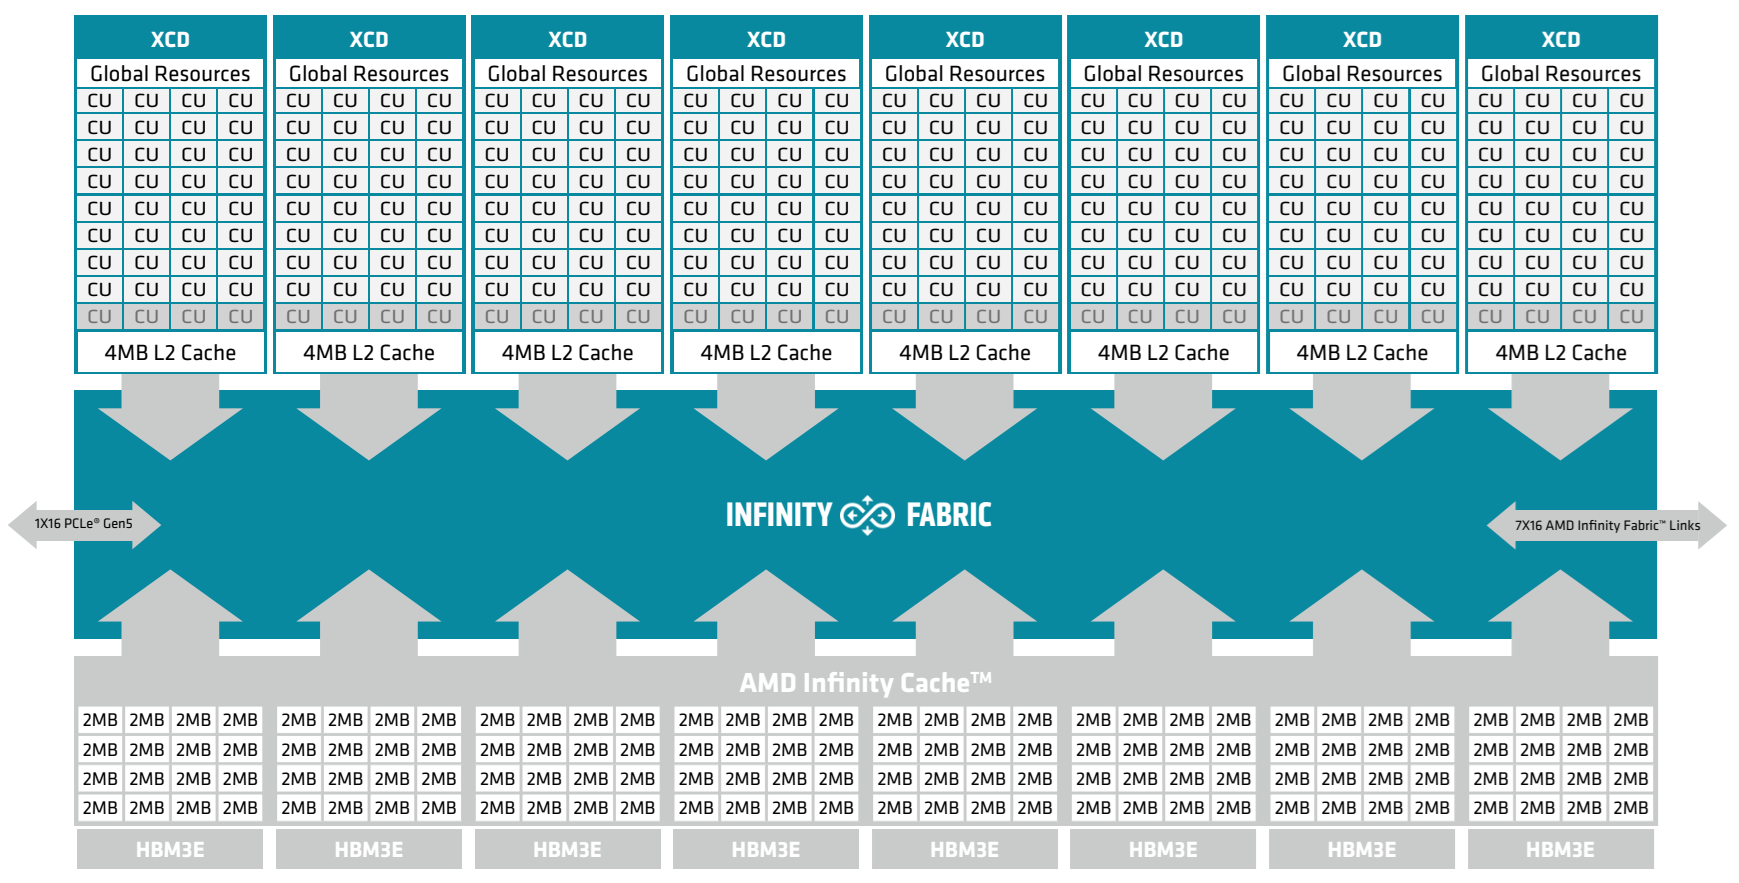 XCD XCD XCD XCD XCD XCD XCD XCD
Global Resources Global Resources Global Resources Global Resources Global Resources Global Resources Global Resources Global Resources
CU CU CU CU CU CU CU CU CU CU CU CU CU CU CU CU CU CU CU CU CU CU CU CU CU CU CU CU CU CU CU CU
CU CU CU CU CU CU CU CU CU CU CU CU CU CU CU CU CU CU CU CU CU CU CU CU CU CU CU CU CU CU CU CU
CU CU CU CU CU CU CU CU CU CU CU CU CU CU CU CU CU CU CU CU CU CU CU CU CU CU CU CU CU CU CU CU
CU CU CU CU CU CU CU CU CU CU CU CU CU CU CU CU CU CU CU CU CU CU CU CU CU CU CU CU CU CU CU CU
CU CU CU CU CU CU CU CU CU CU CU CU CU CU CU CU CU CU CU CU CU CU CU CU CU CU CU CU CU CU CU CU
CU CU CU CU CU CU CU CU CU CU CU CU CU CU CU CU CU CU CU CU CU CU CU CU CU CU CU CU CU CU CU CU
CU CU CU CU CU CU CU CU CU CU CU CU CU CU CU CU CU CU CU CU CU CU CU CU CU CU CU CU CU CU CU CU
CU CU CU CU CU CU CU CU CU CU CU CU CU CU CU CU CU CU CU CU CU CU CU CU CU CU CU CU CU CU CU CU
CU CU CU CU CU CU CU CU CU CU CU CU CU CU CU CU CU CU CU CU CU CU CU CU CU CU CU CU CU CU CU CU
4MB L2 Cache 4MB L2 Cache 4MB L2 Cache 4MB L2 Cache 4MB L2 Cache 4MB L2 Cache 4MB L2 Cache 4MB L2 Cache
INFINITY FABRIC
1X16 PCLe® Gen5
7X16 AMD Infinity Fabric™ Links
AMD Infinity Cache™
2MB 2MB 2MB 2MB 2MB 2MB 2MB 2MB 2MB 2MB 2MB 2MB 2MB 2MB 2MB 2MB 2MB 2MB 2MB 2MB 2MB 2MB 2MB 2MB 2MB 2MB 2MB 2MB 2MB 2MB 2MB 2MB
2MB 2MB 2MB 2MB 2MB 2MB 2MB 2MB 2MB 2MB 2MB 2MB 2MB 2MB 2MB 2MB 2MB 2MB 2MB 2MB 2MB 2MB 2MB 2MB 2MB 2MB 2MB 2MB 2MB 2MB 2MB 2MB
2MB 2MB 2MB 2MB 2MB 2MB 2MB 2MB 2MB 2MB 2MB 2MB 2MB 2MB 2MB 2MB 2MB 2MB 2MB 2MB 2MB 2MB 2MB 2MB 2MB 2MB 2MB 2MB 2MB 2MB 2MB 2MB
2MB 2MB 2MB 2MB 2MB 2MB 2MB 2MB 2MB 2MB 2MB 2MB 2MB 2MB 2MB 2MB 2MB 2MB 2MB 2MB 2MB 2MB 2MB 2MB 2MB 2MB 2MB 2MB 2MB 2MB 2MB 2MB
HBM3E HBM3E HBM3E HBM3E HBM3E HBM3E HBM3E HBM3E